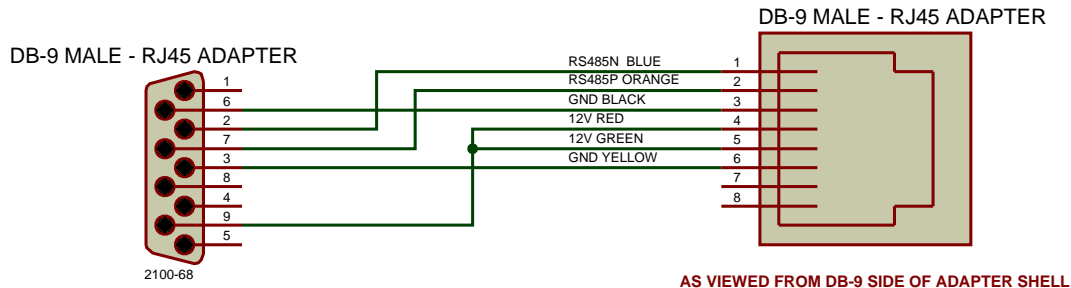 DB-9 MALE - RJ45 ADAPTER
DB-9 MALE - RJ45 ADAPTER
1
6
2
7
3
8
4
9
5
2100-68
RS485N BLUE
RS485P ORANGE
GND BLACK
12V RED
12V GREEN
GND YELLOW
1
2
3
4
5
6
7
8
AS VIEWED FROM DB-9 SIDE OF ADAPTER SHELL